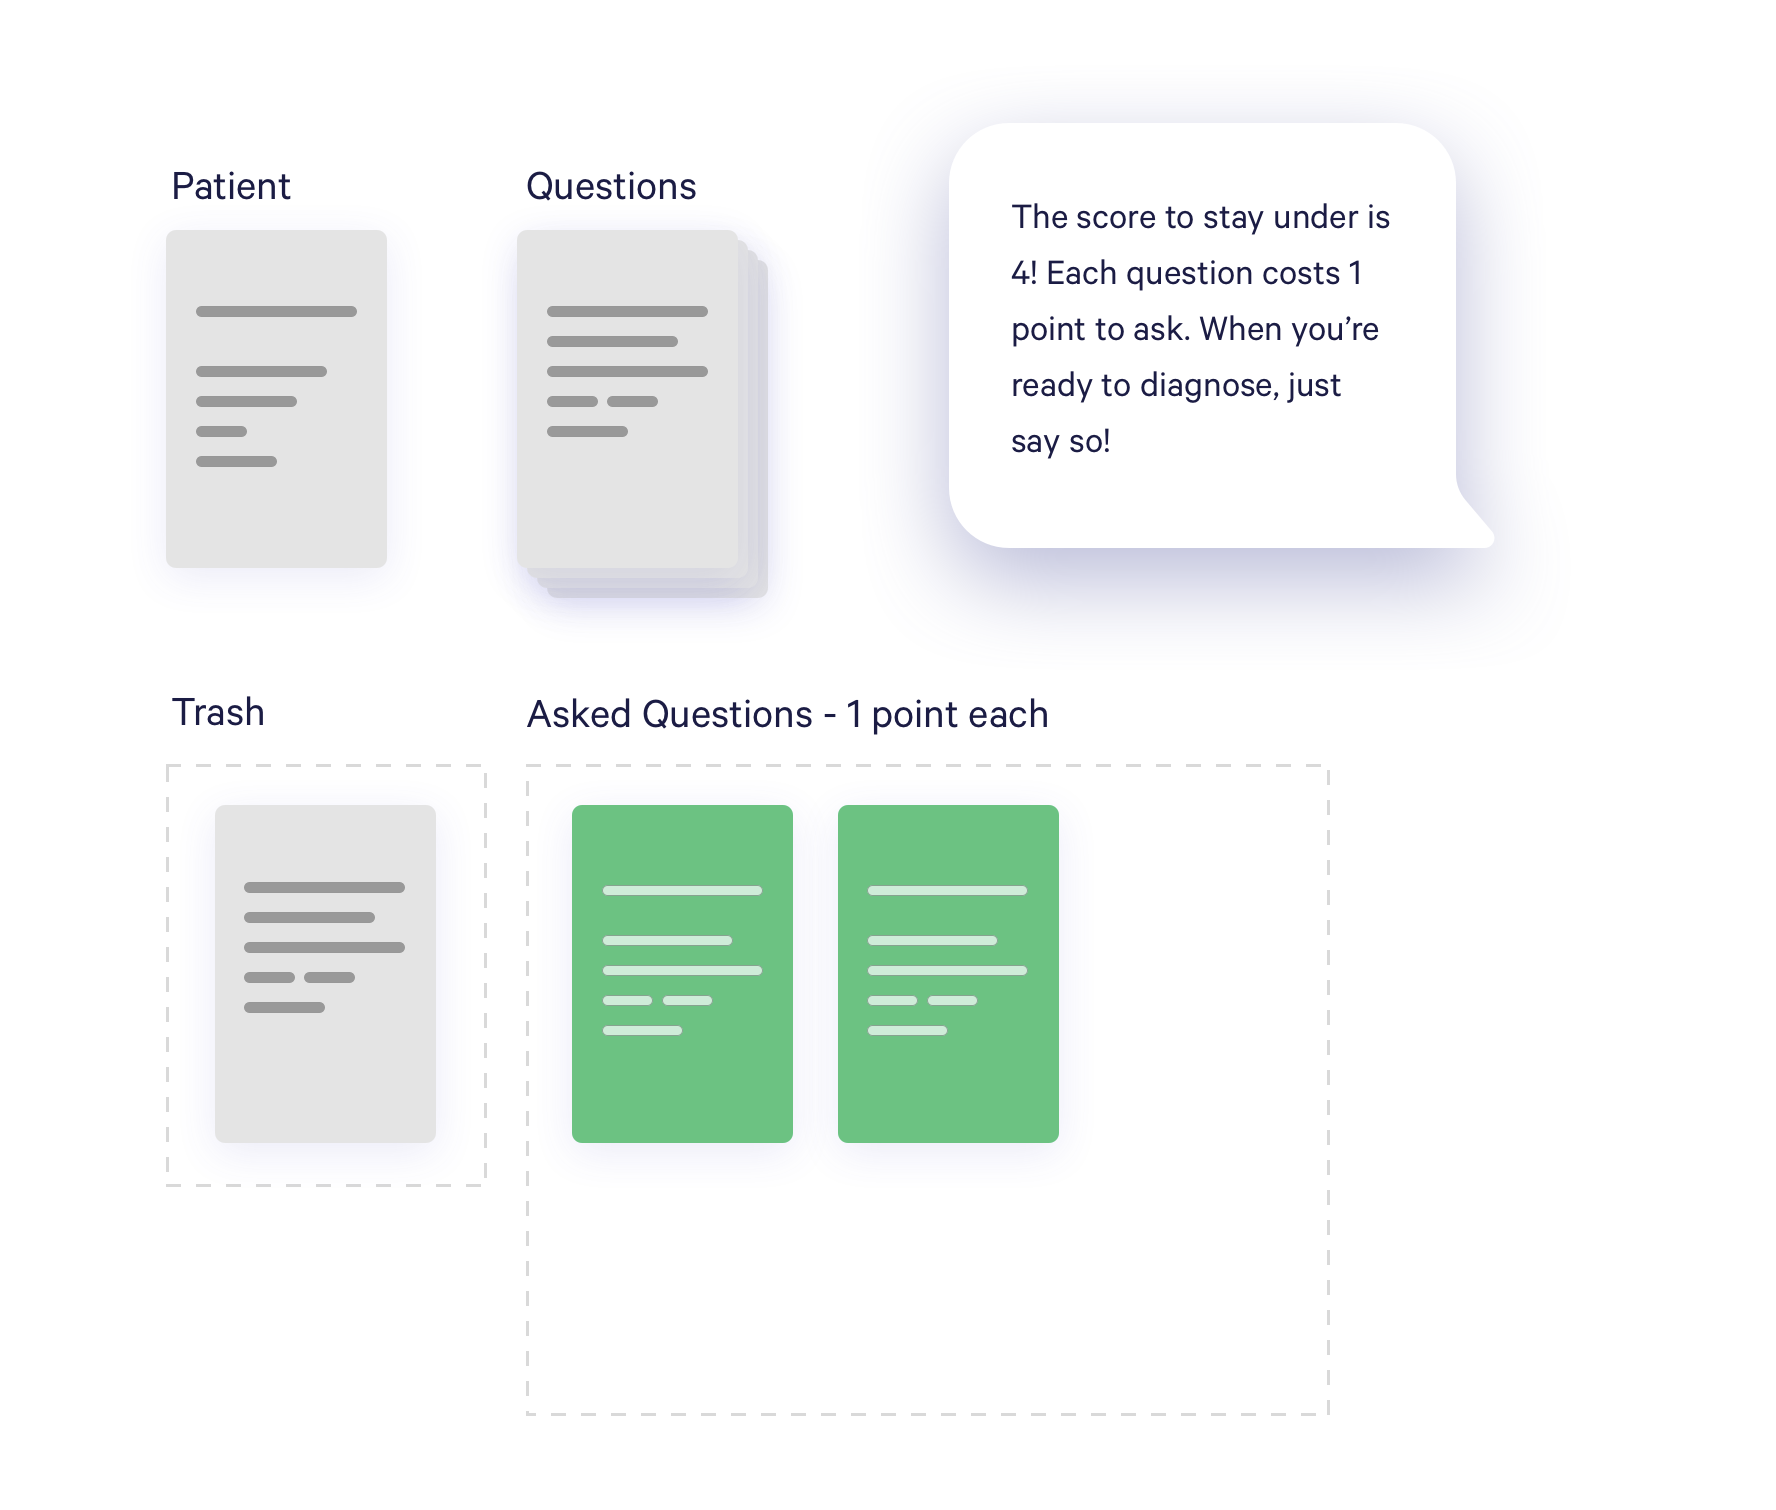 Patient
Questions
The score to stay under is
4! Each question costs 1
point to ask. When you’re
ready to diagnose, just
say so!
Trash
Asked Questions - 1 point each